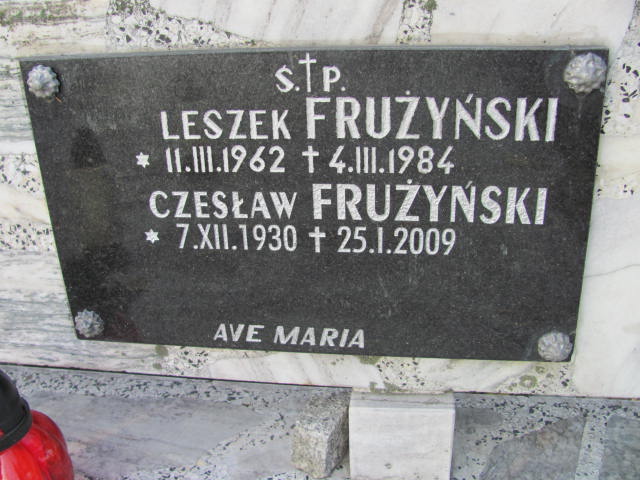 Ś.†P.
LESZEK FRUŻYŃSKI
* 11.III.1962 † 4.III.1984
CZESŁAW FRUŻYŃSKI
* 7.XII.1930 † 25.I.2009
AVE MARIA